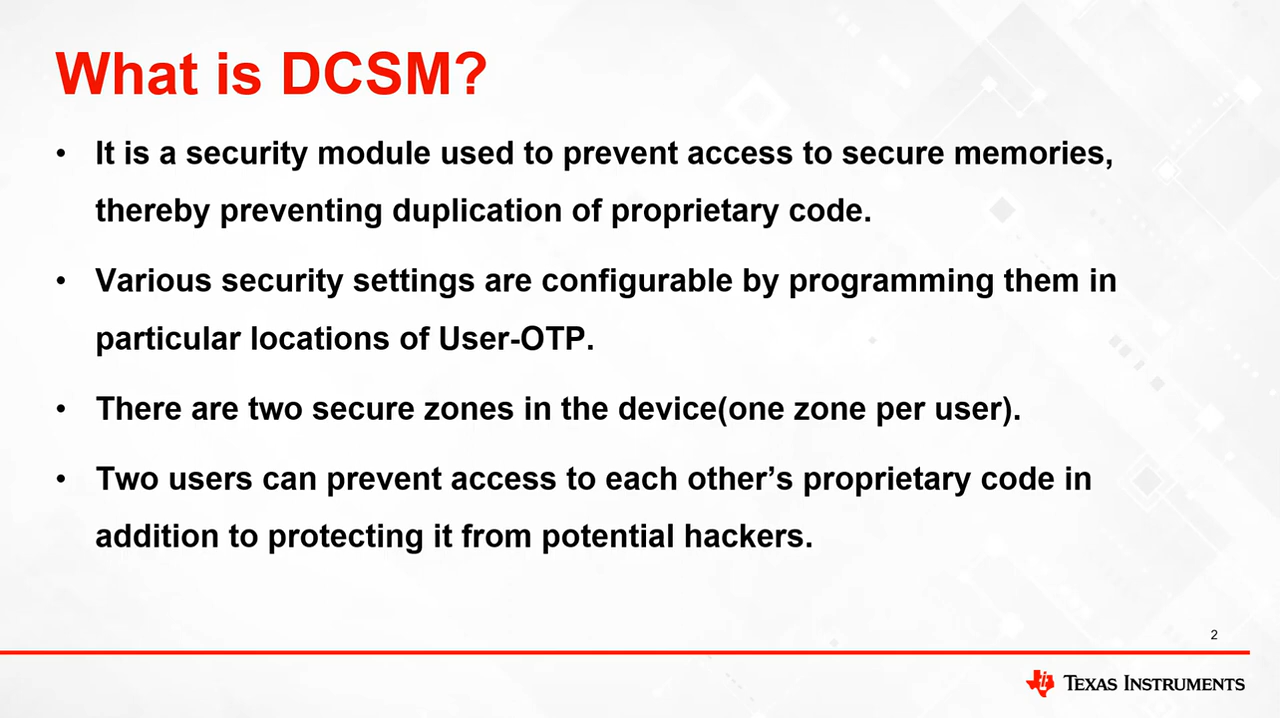 What is DCSM?
• It is a security module used to prevent access to secure memories,
thereby preventing duplication of proprietary code.
• Various security settings are configurable by programming them in
particular locations of User-OTP.
• There are two secure zones in the device(one zone per user).
• Two users can prevent access to each other’s proprietary code in
addition to protecting it from potential hackers.
2
TEXAS INSTRUMENTS